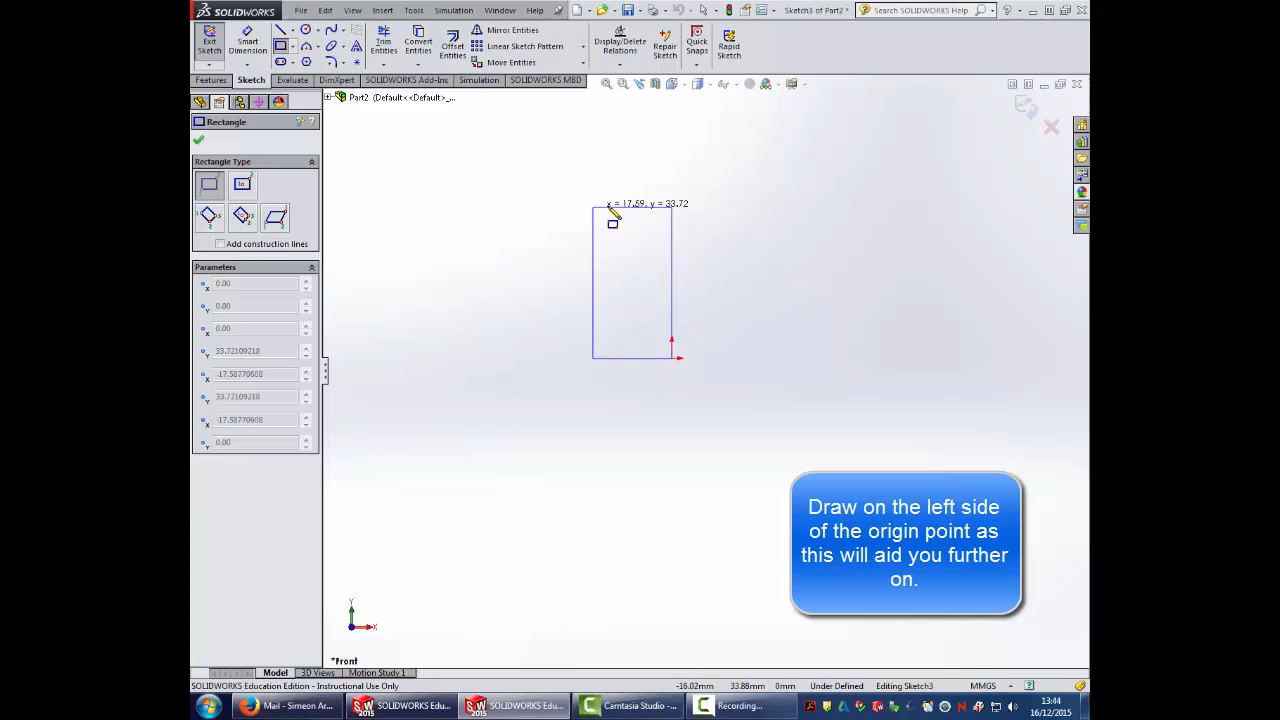 SOLIDWORKS
File Edit View Insert Tools Simulation Window Help
Sketch3 of Part2 *
Search SOLIDWORKS Help
Exit Sketch
Smart Dimension
Trim Entities
Convert Entities
Offset Entities
Mirror Entities
Linear Sketch Pattern
Move Entities
Display/Delete Relations
Repair Sketch
Quick Snaps
Rapid Sketch
Features Sketch Evaluate DimXpert SOLIDWORKS Add-Ins Simulation SOLIDWORKS MBD
Part2 (Default<<Default>_...
Rectangle
Rectangle Type
Add construction lines
Parameters
0.00
0.00
0.00
33.72109218
-17.58770608
33.72109218
-17.58770608
0.00
x = 17.59, y = 33.72
Draw on the left side
of the origin point as
this will aid you further
on.
Y
X
*Front
Model 3D Views Motion Study 1
SOLIDWORKS Education Edition - Instructional Use Only
-16.02mm 33.88mm 0mm Under Defined Editing Sketch3 MMGS
Mail - Simeon Ar...
SOLIDWORKS Edu...
SOLIDWORKS Edu...
Camtasia Studio -...
Recording...
13:44
16/12/2015